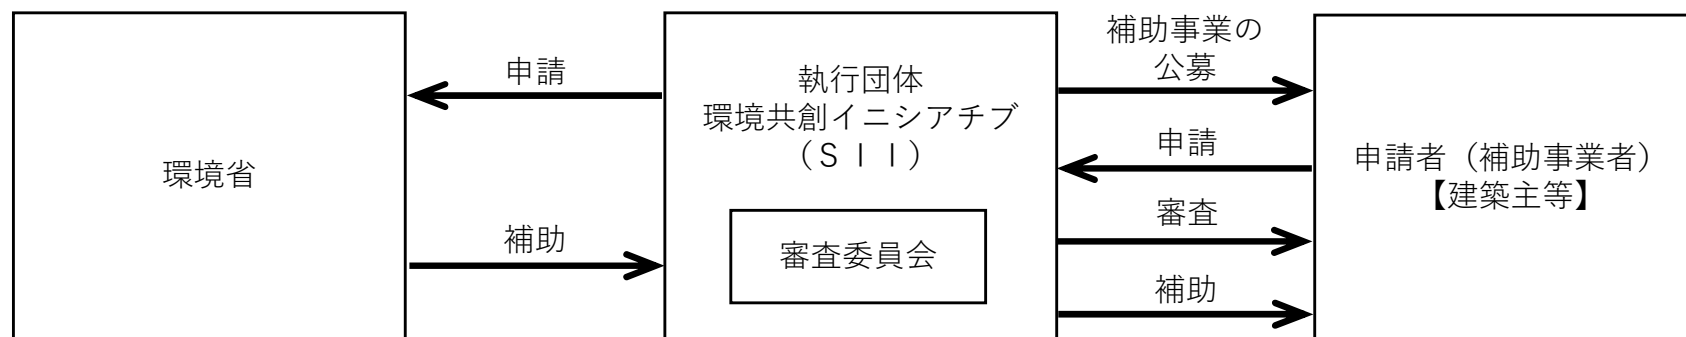 環境省
申請
補助
執行団体
環境共創イニシアチブ
（ＳＩＩ）
審査委員会
補助事業の
公募
申請
審査
補助
申請者（補助事業者）
【建築主等】